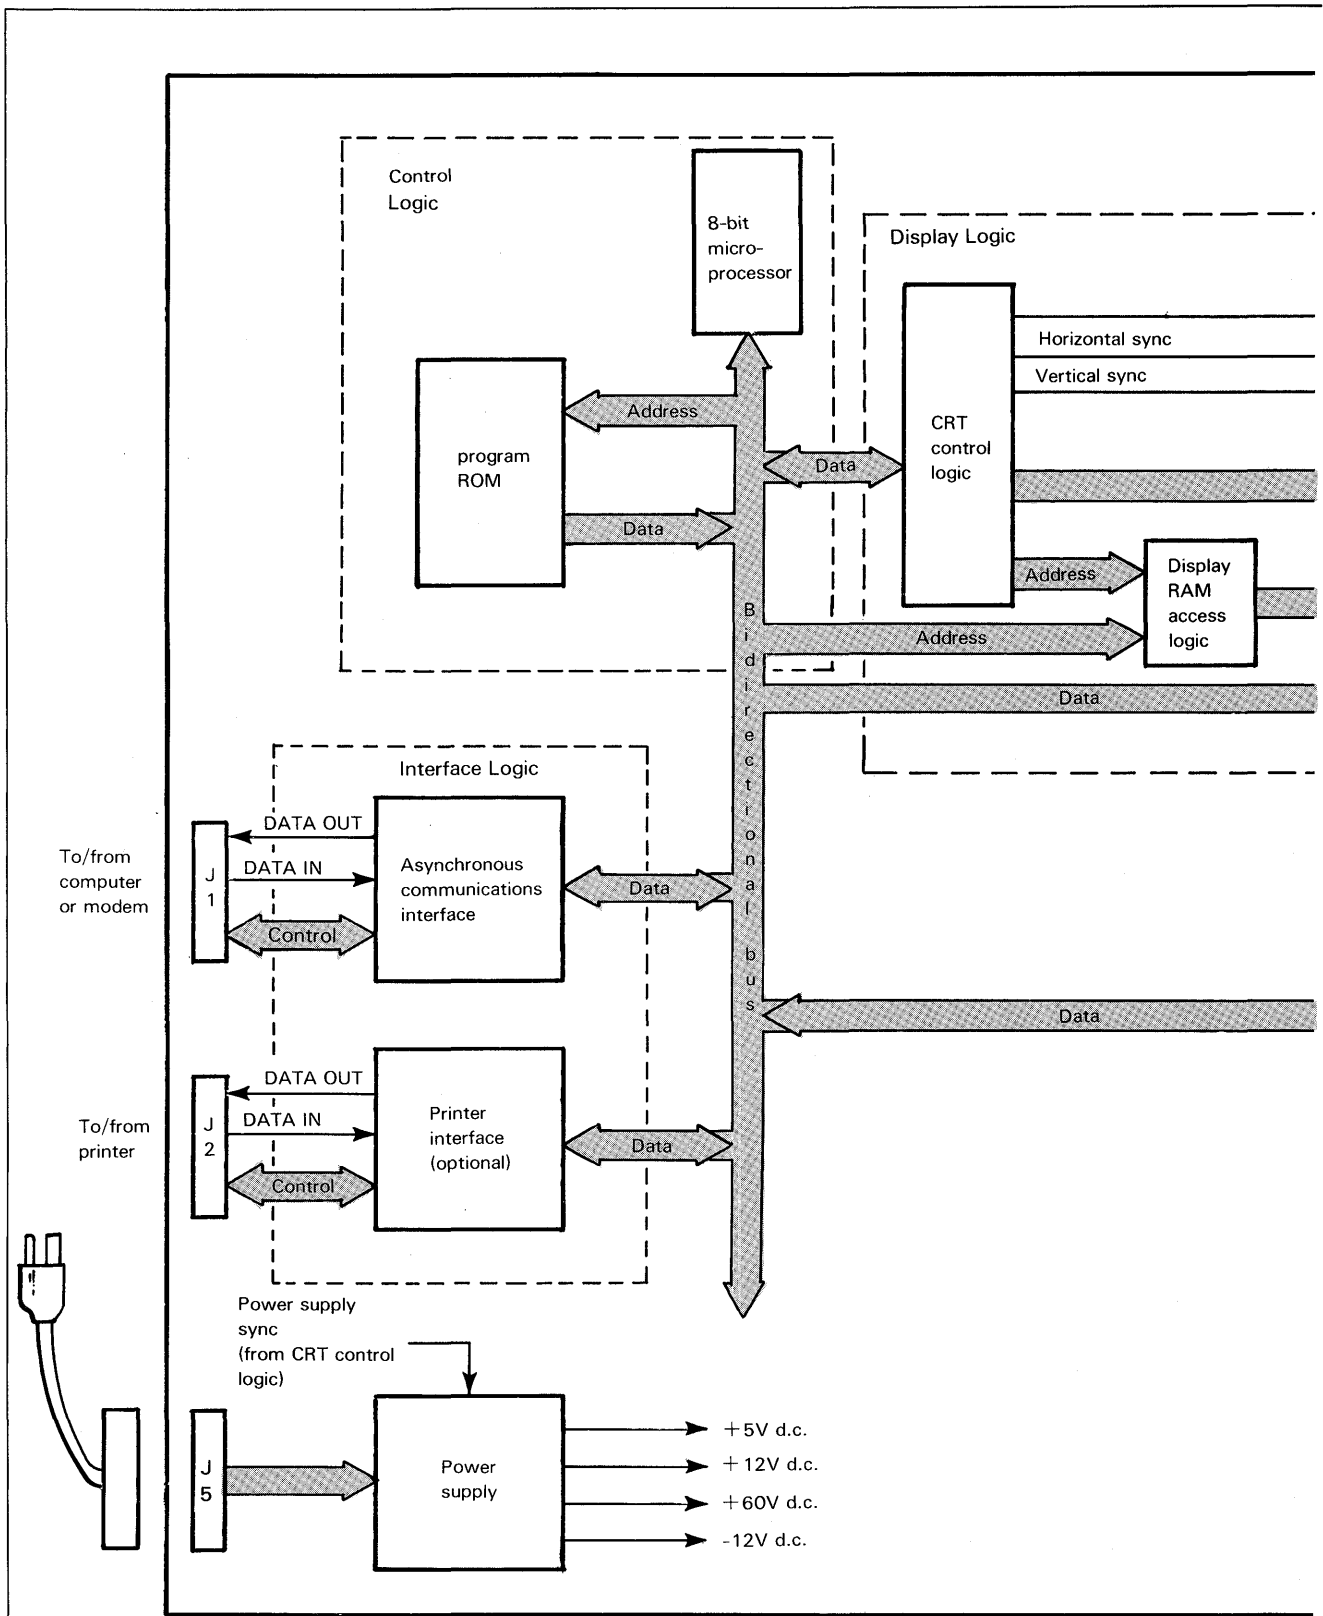 Control
Logic
8-bit
micro-
processor
Display Logic
Horizontal sync
Vertical sync
CRT
control
logic
Address
program
ROM
Data
Data
Address
Display
RAM
access
logic
Address
Data
Bidirectional bus
Interface Logic
To/from
computer
or modem
J
1
DATA OUT
DATA IN
Control
Asynchronous
communications
interface
Data
Data
To/from
printer
J
2
DATA OUT
DATA IN
Control
Printer
interface
(optional)
Data
Power supply
sync
(from CRT control
logic)
J
5
Power
supply
+5V d.c.
+12V d.c.
+60V d.c.
-12V d.c.